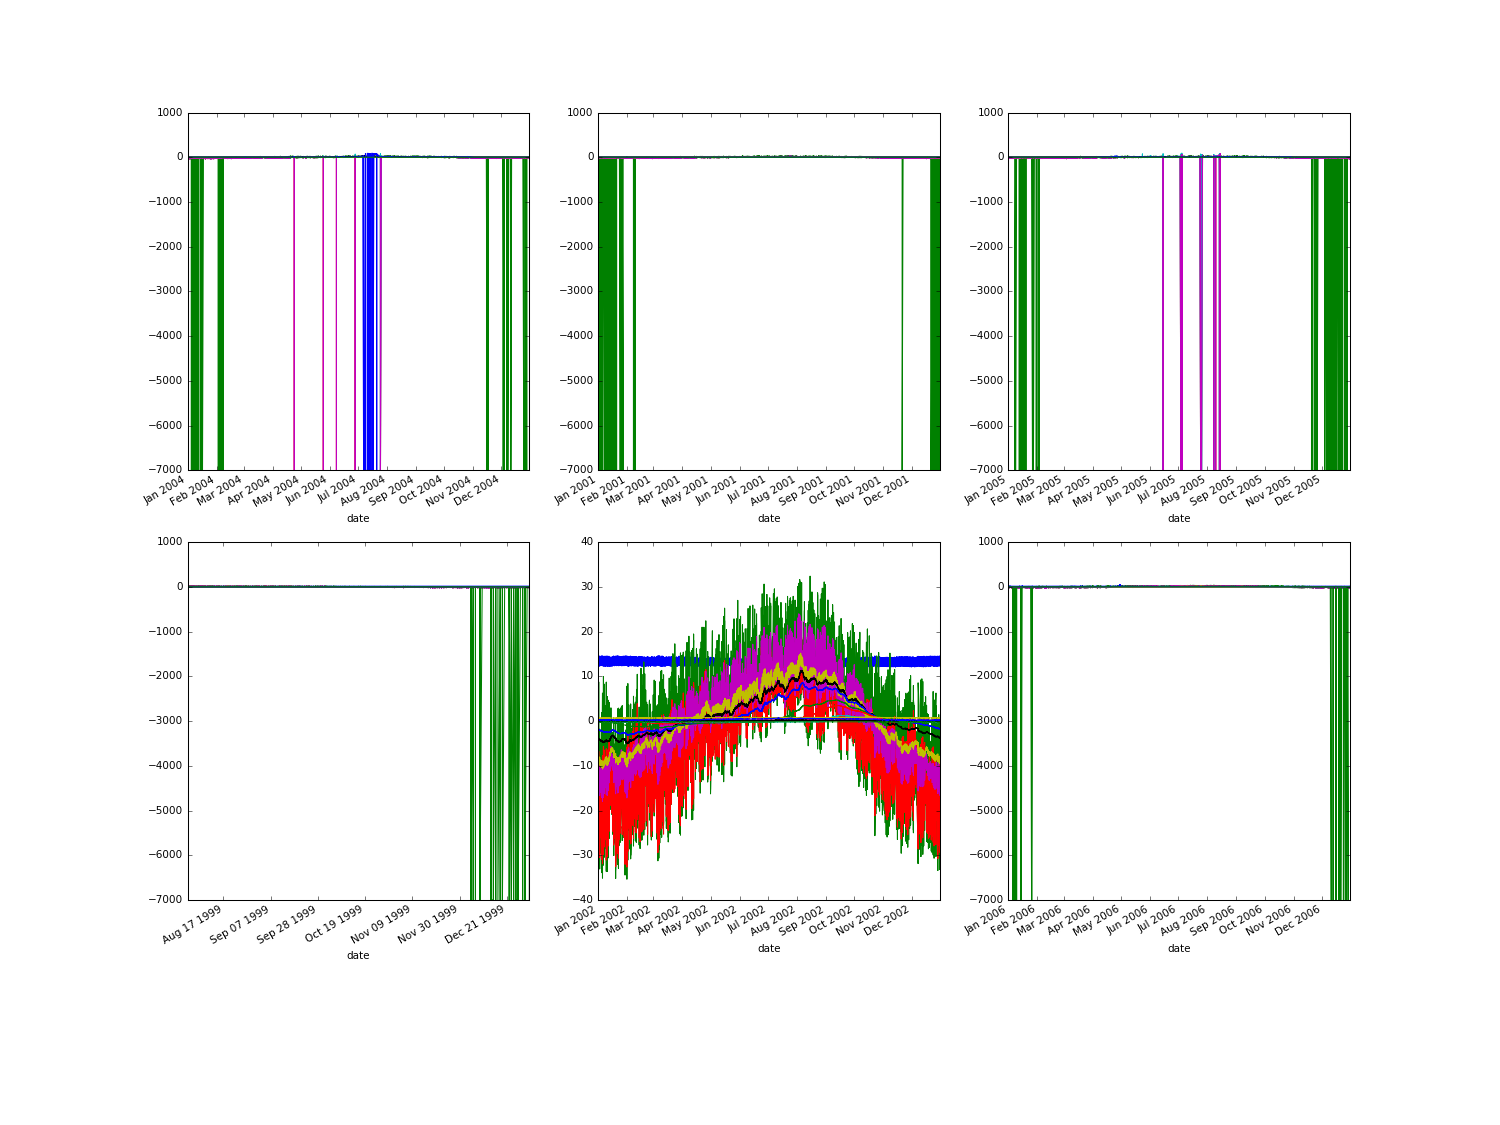 1000
0
−1000
−2000
−3000
−4000
−5000
−6000
−7000
Jan 2004
Feb 2004
Mar 2004
Apr 2004
May 2004
Jun 2004
Jul 2004
Aug 2004
Sep 2004
Oct 2004
Nov 2004
Dec 2004
date
1000
0
−1000
−2000
−3000
−4000
−5000
−6000
−7000
Jan 2001
Feb 2001
Mar 2001
Apr 2001
May 2001
Jun 2001
Jul 2001
Aug 2001
Sep 2001
Oct 2001
Nov 2001
Dec 2001
date
1000
0
−1000
−2000
−3000
−4000
−5000
−6000
−7000
Jan 2005
Feb 2005
Mar 2005
Apr 2005
May 2005
Jun 2005
Jul 2005
Aug 2005
Sep 2005
Oct 2005
Nov 2005
Dec 2005
date
1000
0
−1000
−2000
−3000
−4000
−5000
−6000
−7000
Aug 17 1999
Sep 07 1999
Sep 28 1999
Oct 19 1999
Nov 09 1999
Nov 30 1999
Dec 21 1999
date
40
30
20
10
0
−10
−20
−30
−40
Jan 2002
Feb 2002
Mar 2002
Apr 2002
May 2002
Jun 2002
Jul 2002
Aug 2002
Sep 2002
Oct 2002
Nov 2002
Dec 2002
date
1000
0
−1000
−2000
−3000
−4000
−5000
−6000
−7000
Jan 2006
Feb 2006
Mar 2006
Apr 2006
May 2006
Jun 2006
Jul 2006
Aug 2006
Sep 2006
Oct 2006
Nov 2006
Dec 2006
date